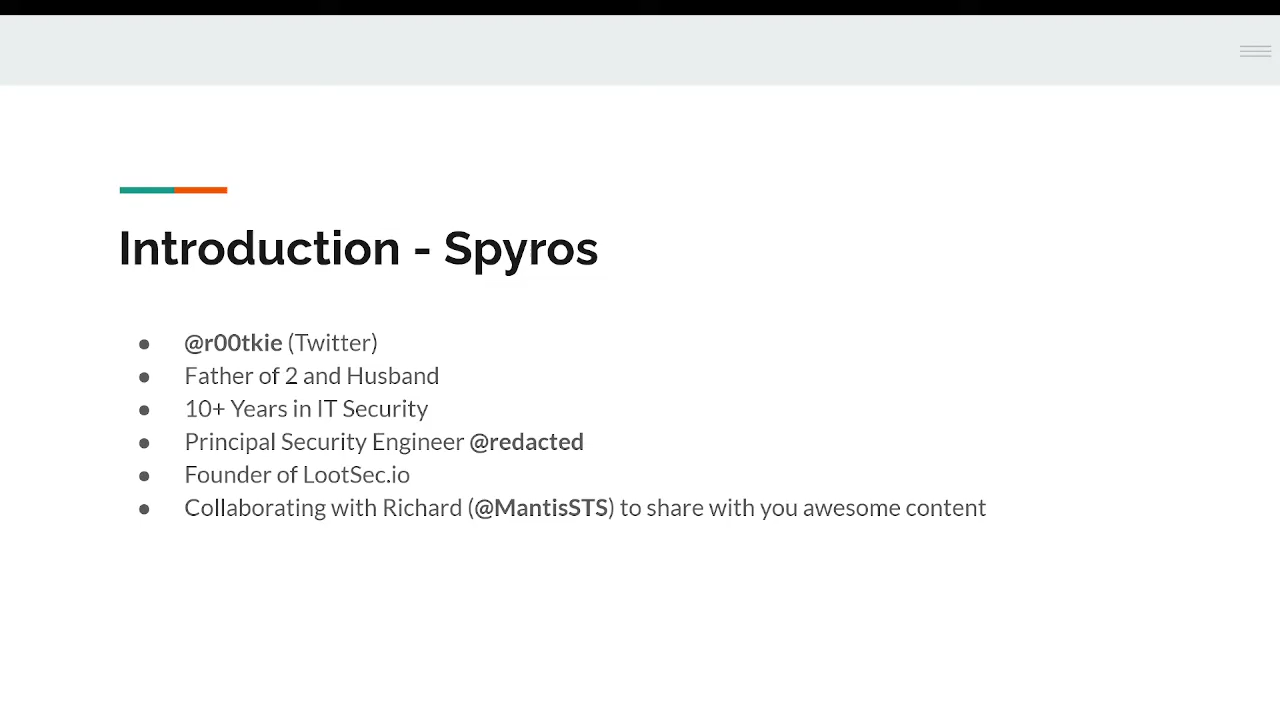 Introduction - Spyros
● @r00tkie (Twitter)
● Father of 2 and Husband
● 10+ Years in IT Security
● Principal Security Engineer @redacted
● Founder of LootSec.io
● Collaborating with Richard (@MantisSTS) to share with you awesome content